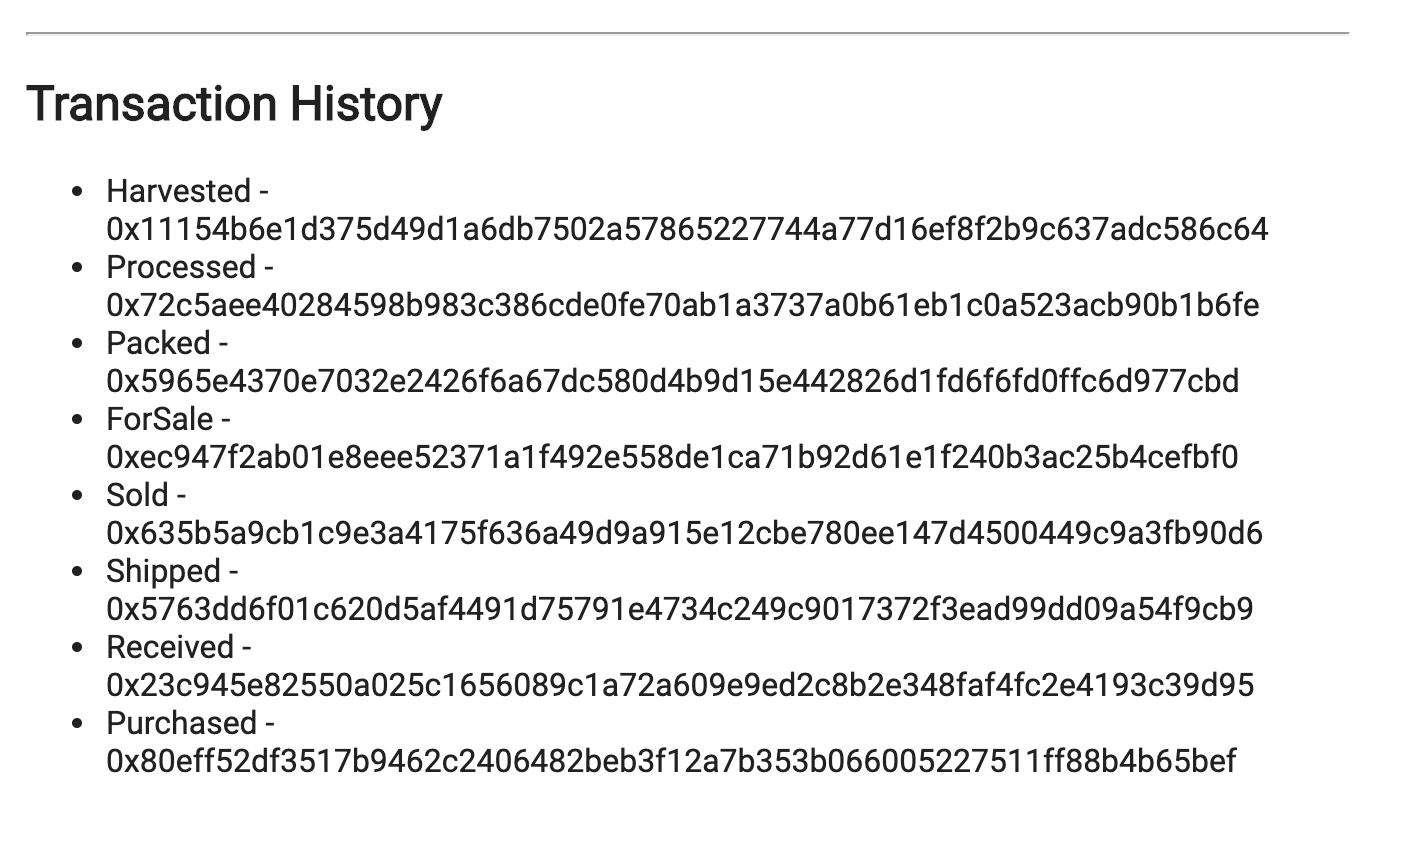 Transaction History
• Harvested -
0x11154b6e1d375d49d1a6db7502a57865227744a77d16ef8f2b9c637adc586c64
• Processed -
0x72c5aee40284598b983c386cde0fe70ab1a3737a0b61eb1c0a523acb90b1b6fe
• Packed -
0x5965e4370e7032e2426f6a67dc580d4b9d15e442826d1fd6f6fd0ffc6d977cbd
• ForSale -
0xec947f2ab01e8eee52371a1f492e558de1ca71b92d61e1f240b3ac25b4cefbf0
• Sold -
0x635b5a9cb1c9e3a4175f636a49d9a915e12cbe780ee147d4500449c9a3fb90d6
• Shipped -
0x5763dd6f01c620d5af4491d75791e4734c249c9017372f3ead99dd09a54f9cb9
• Received -
0x23c945e82550a025c1656089c1a72a609e9ed2c8b2e348faf4fc2e4193c39d95
• Purchased -
0x80eff52df3517b9462c2406482beb3f12a7b353b066005227511ff88b4b65bef